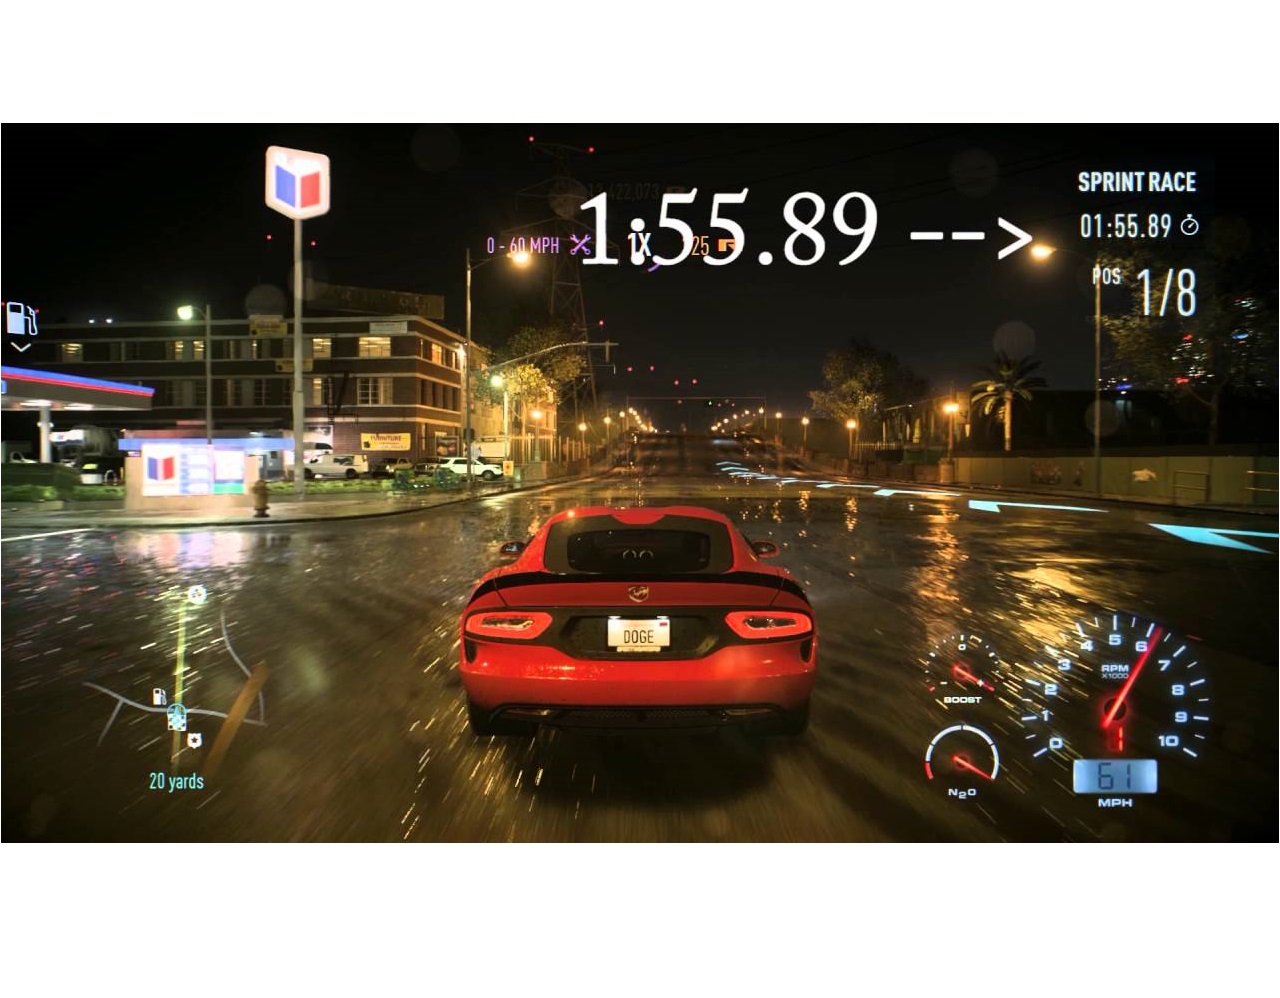 SPRINT RACE
1:55.89 -->
01:55.89
0 - 60 MPH 1X 25
POS 1/8
FURNITURE
DOGE
20 yards
0
BOOST
N2O
0 1 2 3 4 5 6 7 8 9 10
RPM
X1000
61
MPH